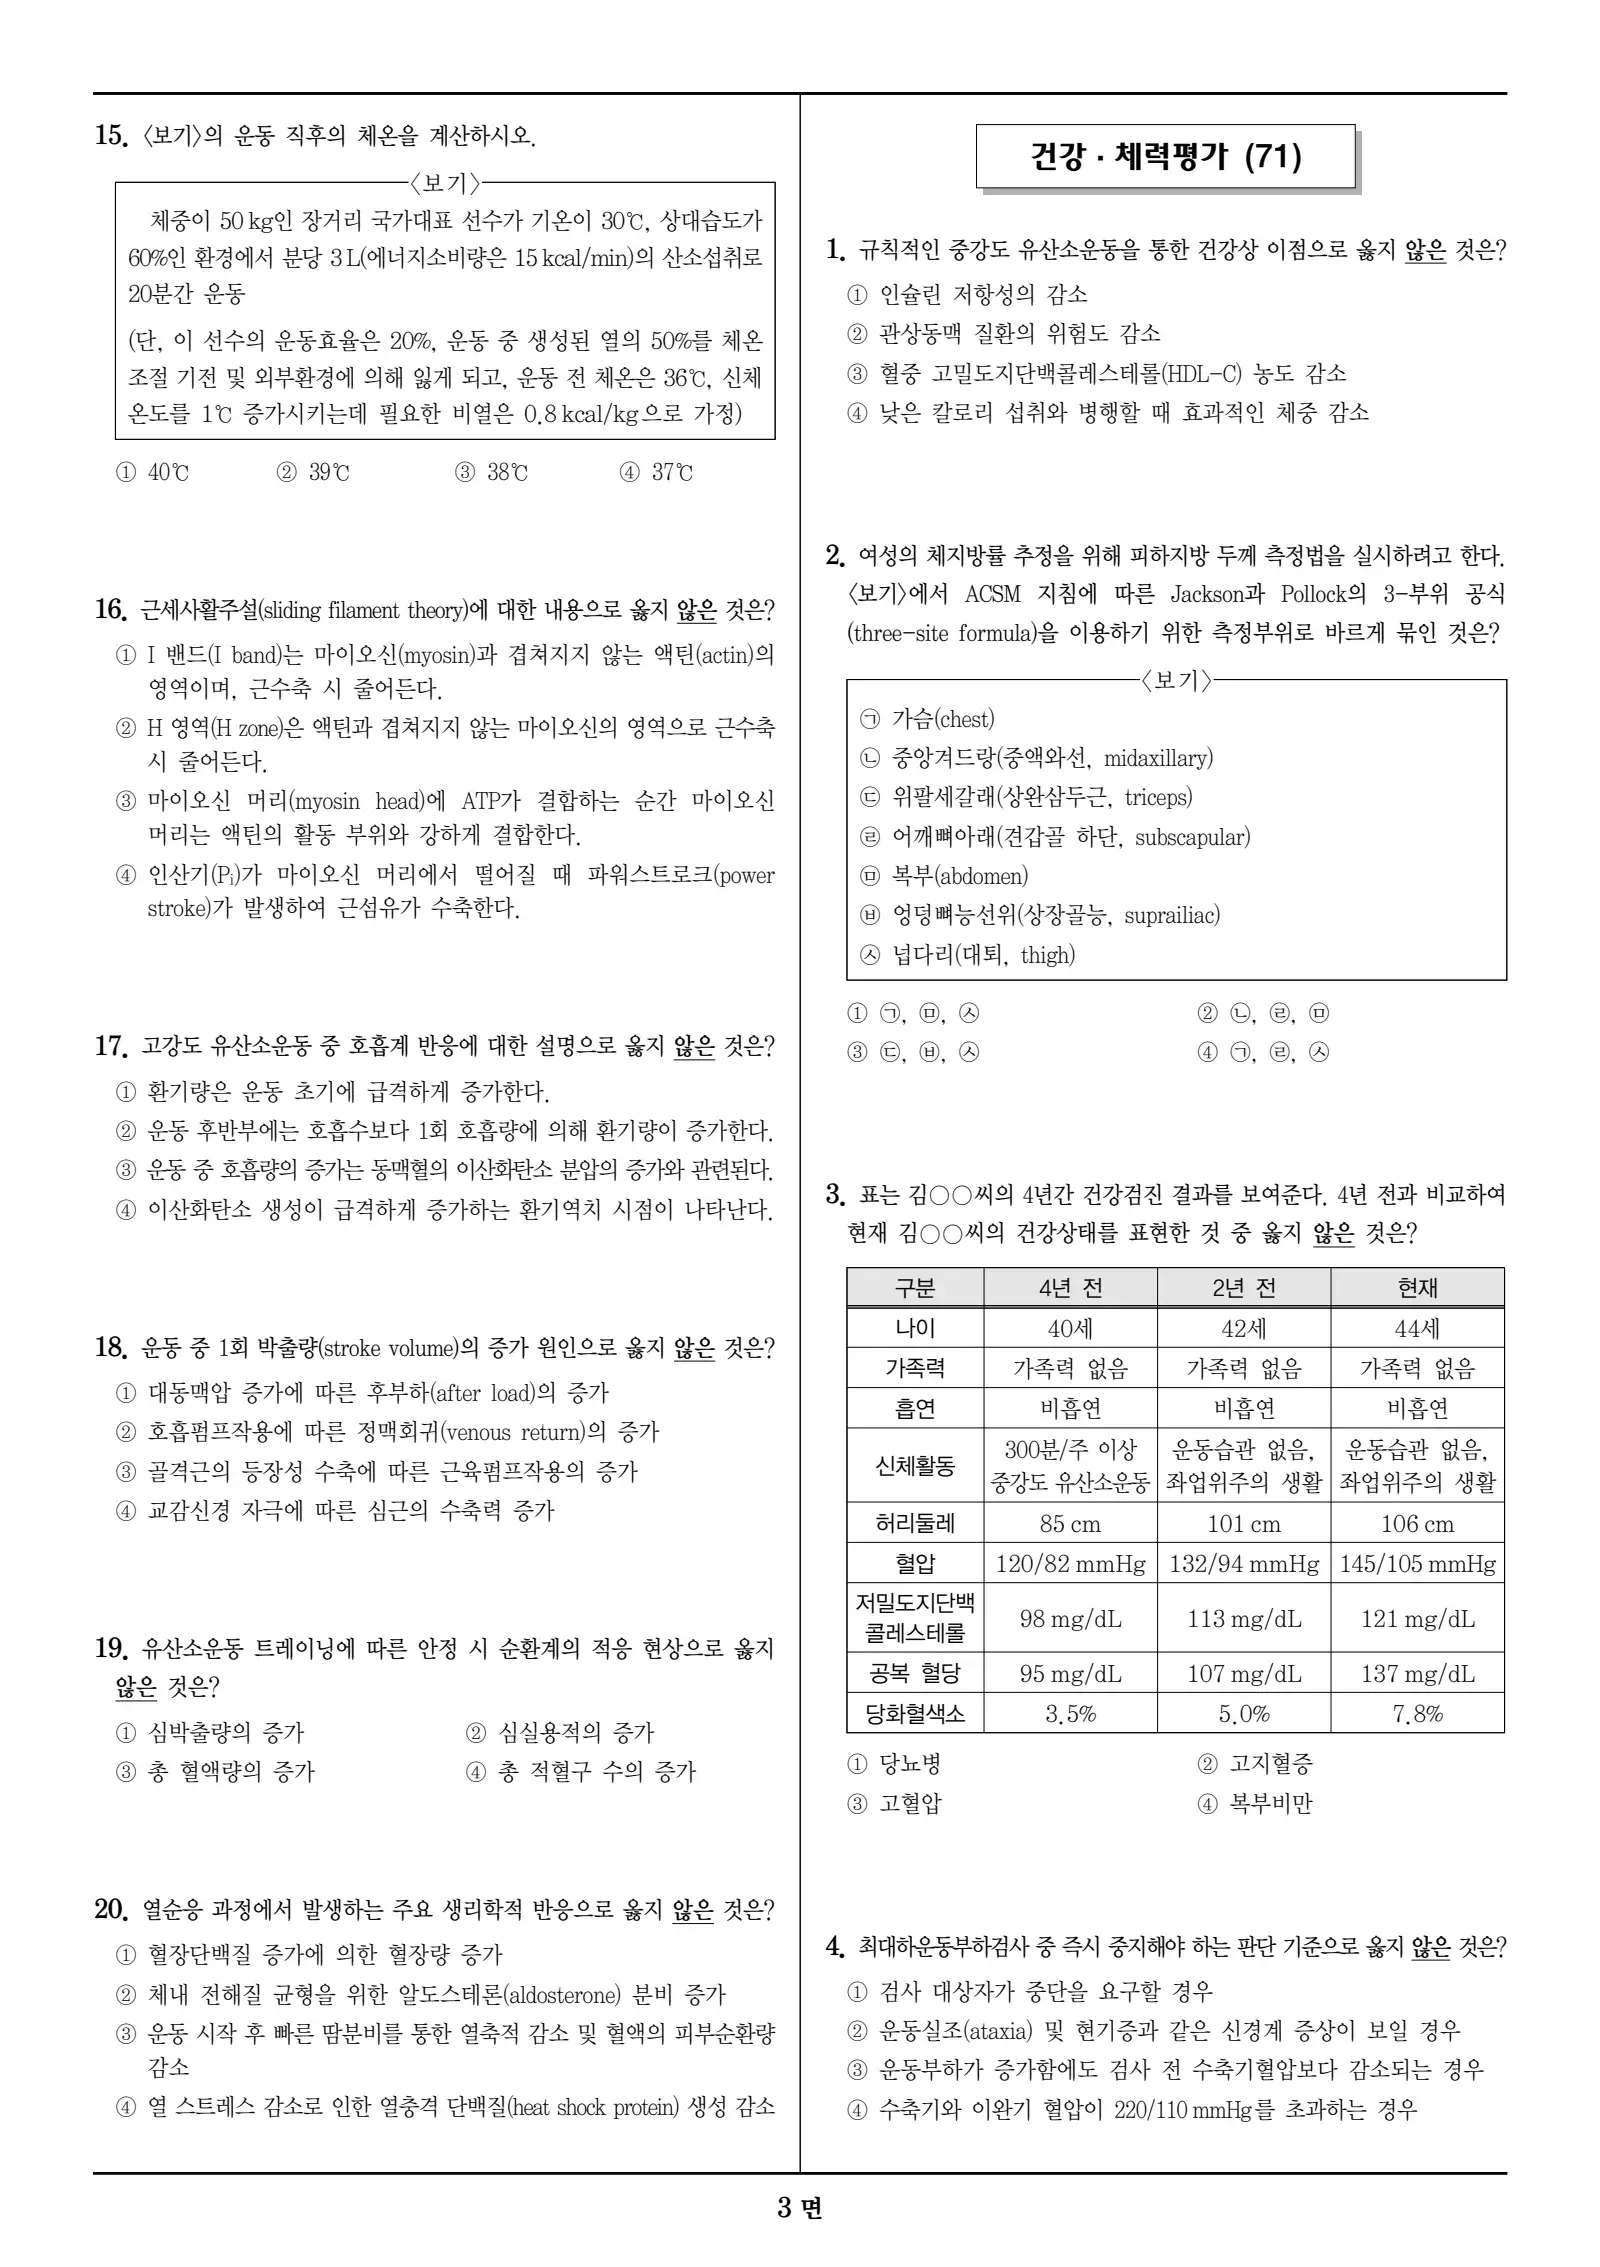 15. 〈보기〉의 운동 직후의 체온을 계산하시오.
〈보기〉
체중이 50 kg인 장거리 국가대표 선수가 기온이 30℃, 상대습도가
60%인 환경에서 분당 3 L(에너지소비량은 15 kcal/min)의 산소섭취로
20분간 운동
(단, 이 선수의 운동효율은 20%, 운동 중 생성된 열의 50%를 체온
조절 기전 및 외부환경에 의해 잃게 되고, 운동 전 체온은 36℃, 신체
온도를 1℃ 증가시키는데 필요한 비열은 0.8 kcal/kg으로 가정)
① 40℃ ② 39℃ ③ 38℃ ④ 37℃
16. 근세사활주설(sliding filament theory)에 대한 내용으로 옳지 않은 것은?
① I 밴드(I band)는 마이오신(myosin)과 겹쳐지지 않는 액틴(actin)의
영역이며, 근수축 시 줄어든다.
② H 영역(H zone)은 액틴과 겹쳐지지 않는 마이오신의 영역으로 근수축
시 줄어든다.
③ 마이오신 머리(myosin head)에 ATP가 결합하는 순간 마이오신
머리는 액틴의 활동 부위와 강하게 결합한다.
④ 인산기(Pi)가 마이오신 머리에서 떨어질 때 파워스트로크(power
stroke)가 발생하여 근섬유가 수축한다.
17. 고강도 유산소운동 중 호흡계 반응에 대한 설명으로 옳지 않은 것은?
① 환기량은 운동 초기에 급격하게 증가한다.
② 운동 후반부에는 호흡수보다 1회 호흡량에 의해 환기량이 증가한다.
③ 운동 중 호흡량의 증가는 동맥혈의 이산화탄소 분압의 증가와 관련된다.
④ 이산화탄소 생성이 급격하게 증가하는 환기역치 시점이 나타난다.
18. 운동 중 1회 박출량(stroke volume)의 증가 원인으로 옳지 않은 것은?
① 대동맥압 증가에 따른 후부하(after load)의 증가
② 호흡펌프작용에 따른 정맥회귀(venous return)의 증가
③ 골격근의 등장성 수축에 따른 근육펌프작용의 증가
④ 교감신경 자극에 따른 심근의 수축력 증가
19. 유산소운동 트레이닝에 따른 안정 시 순환계의 적응 현상으로 옳지
않은 것은?
① 심박출량의 증가 ② 심실용적의 증가
③ 총 혈액량의 증가 ④ 총 적혈구 수의 증가
20. 열순응 과정에서 발생하는 주요 생리학적 반응으로 옳지 않은 것은?
① 혈장단백질 증가에 의한 혈장량 증가
② 체내 전해질 균형을 위한 알도스테론(aldosterone) 분비 증가
③ 운동 시작 후 빠른 땀분비를 통한 열축적 감소 및 혈액의 피부순환량
감소
④ 열 스트레스 감소로 인한 열충격 단백질(heat shock protein) 생성 감소
건강 · 체력평가 (71)
1. 규칙적인 중강도 유산소운동을 통한 건강상 이점으로 옳지 않은 것은?
① 인슐린 저항성의 감소
② 관상동맥 질환의 위험도 감소
③ 혈중 고밀도지단백콜레스테롤(HDL-C) 농도 감소
④ 낮은 칼로리 섭취와 병행할 때 효과적인 체중 감소
2. 여성의 체지방률 추정을 위해 피하지방 두께 측정법을 실시하려고 한다.
〈보기〉에서 ACSM 지침에 따른 Jackson과 Pollock의 3-부위 공식
(three-site formula)을 이용하기 위한 측정부위로 바르게 묶인 것은?
〈보기〉
㉠ 가슴(chest)
㉡ 중앙겨드랑(중액와선, midaxillary)
㉢ 위팔세갈래(상완삼두근, triceps)
㉣ 어깨뼈아래(견갑골 하단, subscapular)
㉤ 복부(abdomen)
㉥ 엉덩뼈능선위(상장골능, suprailiac)
㉦ 넙다리(대퇴, thigh)
① ㉠, ㉤, ㉦ ② ㉡, ㉣, ㉤
③ ㉢, ㉥, ㉦ ④ ㉠, ㉣, ㉦
3. 표는 김○○씨의 4년간 건강검진 결과를 보여준다. 4년 전과 비교하여
현재 김○○씨의 건강상태를 표현한 것 중 옳지 않은 것은?
구분 4년 전 2년 전 현재
나이 40세 42세 44세
가족력 가족력 없음 가족력 없음 가족력 없음
흡연 비흡연 비흡연 비흡연
신체활동 300분/주 이상 중강도 유산소운동 운동습관 없음, 좌업위주의 생활 운동습관 없음, 좌업위주의 생활
허리둘레 85 cm 101 cm 106 cm
혈압 120/82 mmHg 132/94 mmHg 145/105 mmHg
저밀도지단백 콜레스테롤 98 mg/dL 113 mg/dL 121 mg/dL
공복 혈당 95 mg/dL 107 mg/dL 137 mg/dL
당화혈색소 3.5% 5.0% 7.8%
① 당뇨병 ② 고지혈증
③ 고혈압 ④ 복부비만
4. 최대하운동부하검사 중 즉시 중지해야 하는 판단 기준으로 옳지 않은 것은?
① 검사 대상자가 중단을 요구할 경우
② 운동실조(ataxia) 및 현기증과 같은 신경계 증상이 보일 경우
③ 운동부하가 증가함에도 검사 전 수축기혈압보다 감소되는 경우
④ 수축기와 이완기 혈압이 220/110 mmHg를 초과하는 경우
3 면